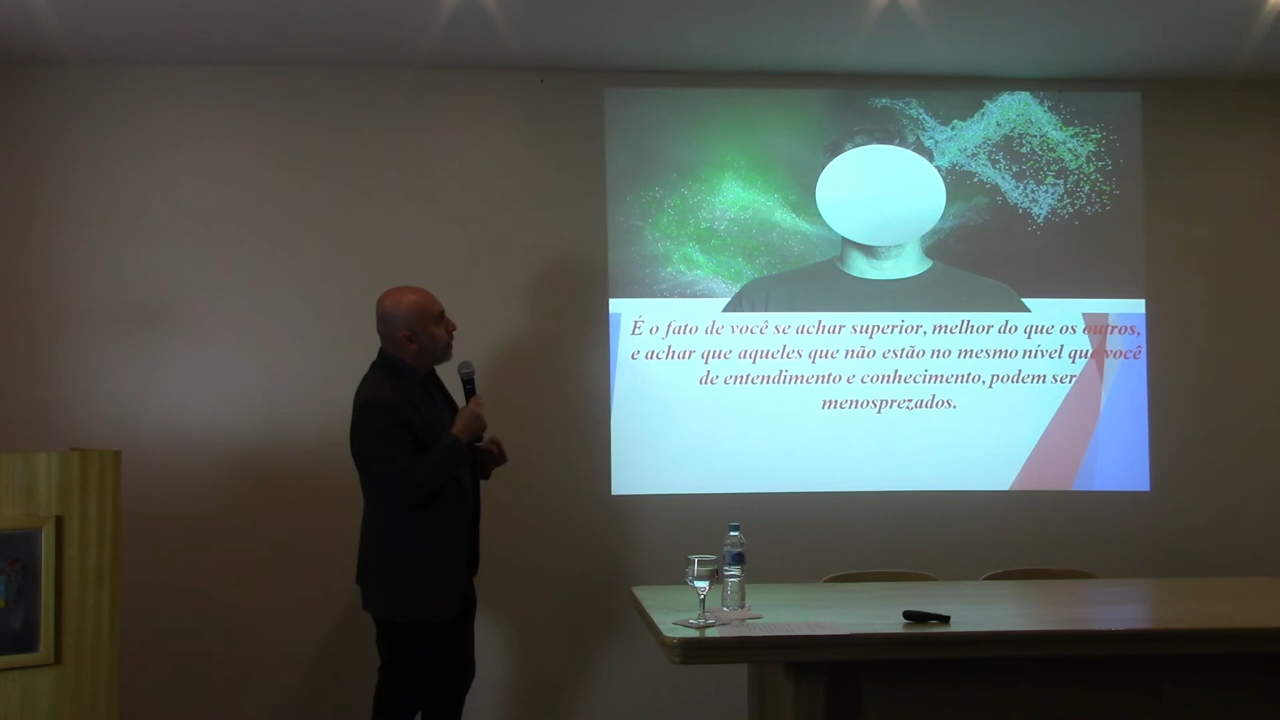 É o fato de você se achar superior, melhor do que os outros,
e achar que aqueles que não estão no mesmo nível que você
de entendimento e conhecimento, podem ser
menosprezados.